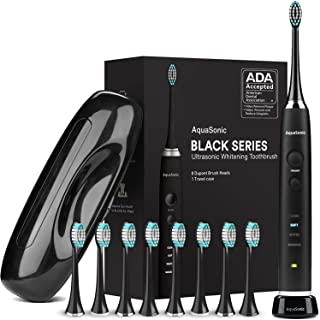 ADA
Accepted
American
Dental
Association
AquaSonic
BLACK SERIES
Ultrasonic Whitening Toothbrush
8 Dupont Brush Heads
1 Travel case
AquaSonic
SOFT
AquaSonic